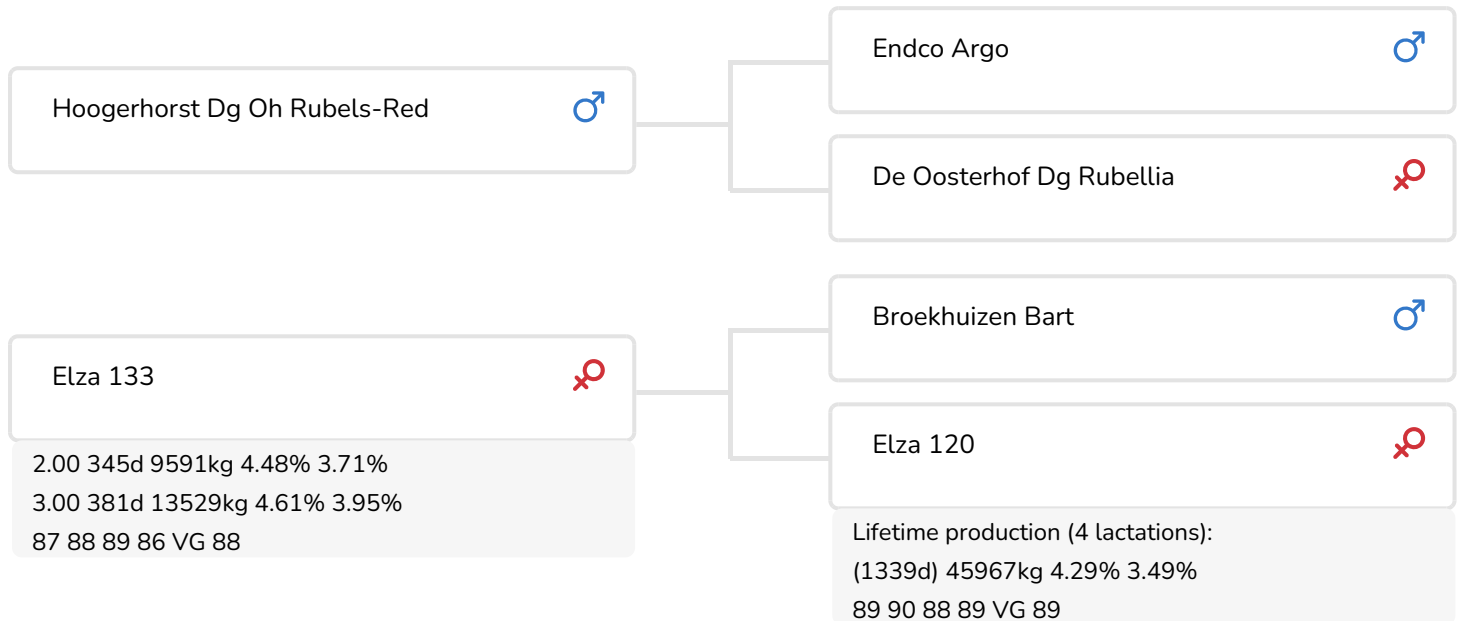 Hoogerhorst Dg Oh Rubels-Red
Endco Argo
De Oosterhof Dg Rubellia
Elza 133
2.00 345d 9591kg 4.48% 3.71%
3.00 381d 13529kg 4.61% 3.95%
87 88 89 86 VG 88
Broekhuizen Bart
Elza 120
Lifetime production (4 lactations):
(1339d) 45967kg 4.29% 3.49%
89 90 88 89 VG 89